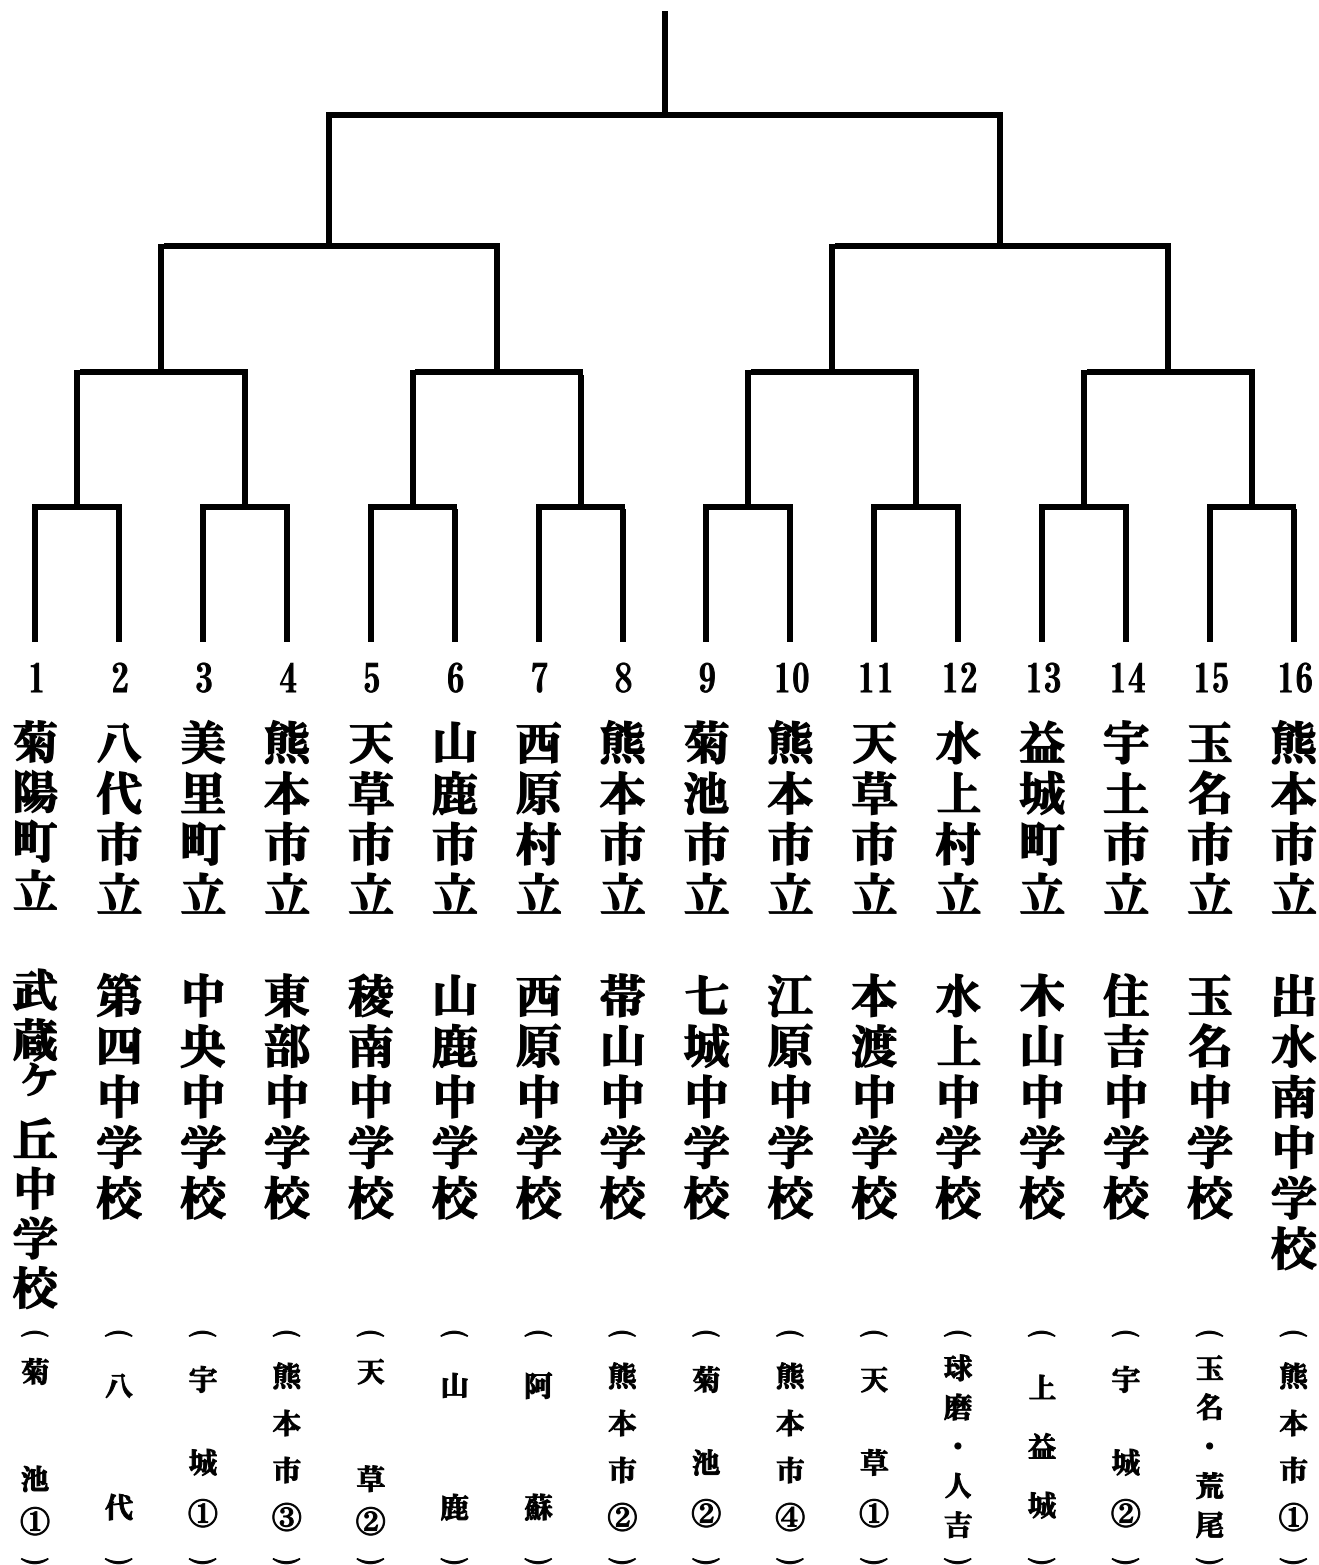 1 菊陽町立 武蔵ヶ丘中学校 (菊池①)
2 八代市立 第四中学校 (八代)
3 美里町立 中央中学校 (宇城①)
4 熊本市立 東部中学校 (熊本市③)
5 天草市立 稜南中学校 (天草②)
6 山鹿市立 山鹿中学校 (山鹿)
7 西原村立 西原中学校 (阿蘇)
8 熊本市立 帯山中学校 (熊本市②)
9 菊池市立 七城中学校 (菊池②)
10 熊本市立 江原中学校 (熊本市④)
11 天草市立 本渡中学校 (天草①)
12 水上村立 水上中学校 (球磨・人吉)
13 益城町立 木山中学校 (上益城)
14 宇土市立 住吉中学校 (宇城②)
15 玉名市立 玉名中学校 (玉名・荒尾)
16 熊本市立 出水南中学校 (熊本市①)